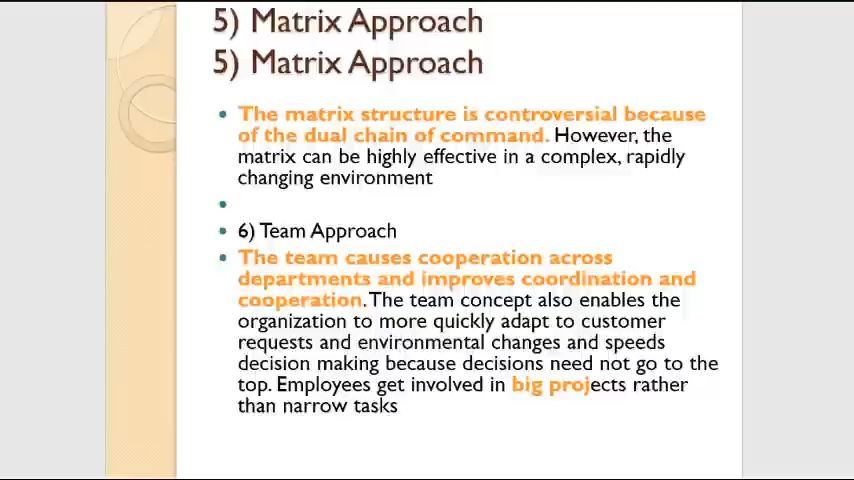 5) Matrix Approach
5) Matrix Approach
• The matrix structure is controversial because
of the dual chain of command. However, the
matrix can be highly effective in a complex, rapidly
changing environment
•
• 6) Team Approach
• The team causes cooperation across
departments and improves coordination and
cooperation. The team concept also enables the
organization to more quickly adapt to customer
requests and environmental changes and speeds
decision making because decisions need not go to the
top. Employees get involved in big projects rather
than narrow tasks